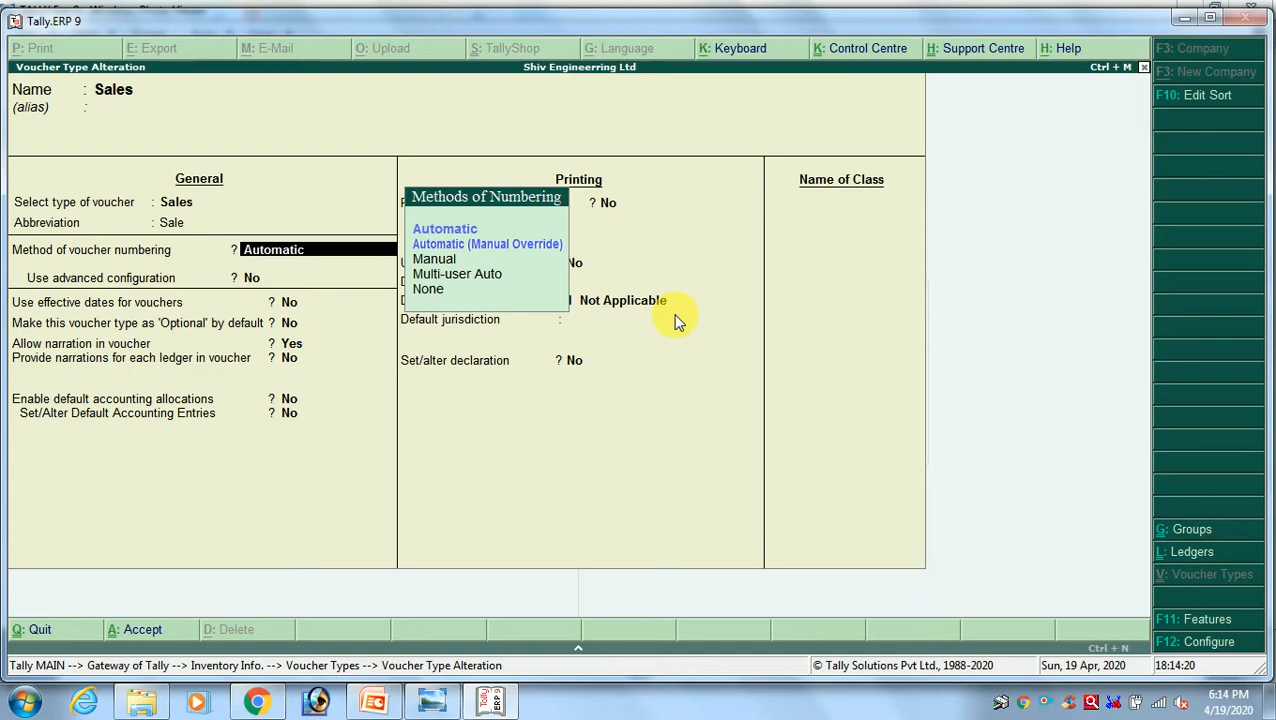 Tally.ERP 9
P: Print
E: Export
M: E-Mail
O: Upload
S: TallyShop
G: Language
K: Keyboard
K: Control Centre
H: Support Centre
H: Help
F3: Company
F3: New Company
F10: Edit Sort
Voucher Type Alteration
Shiv Engineerring Ltd
Ctrl + M
Name : Sales
(alias) :
General
Printing
Name of Class
Select type of voucher : Sales
Abbreviation : Sale
Method of voucher numbering ? Automatic
Use advanced configuration ? No
Use effective dates for vouchers ? No
Make this voucher type as 'Optional' by default ? No
Allow narration in voucher ? Yes
Provide narrations for each ledger in voucher ? No
Enable default accounting allocations ? No
Set/Alter Default Accounting Entries ? No
Methods of Numbering
Automatic
Automatic (Manual Override)
Manual
Multi-user Auto
None
? No
No
Not Applicable
Default jurisdiction :
Set/alter declaration ? No
G: Groups
L: Ledgers
V: Voucher Types
F11: Features
F12: Configure
Q: Quit
A: Accept
D: Delete
Ctrl + N
Tally MAIN --> Gateway of Tally --> Inventory Info. --> Voucher Types --> Voucher Type Alteration
© Tally Solutions Pvt Ltd., 1988-2020
Sun, 19 Apr, 2020
18:14:20
6:14 PM
4/19/2020